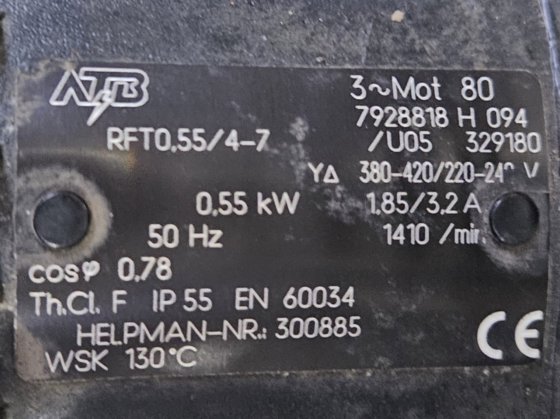 ATB
3~Mot 80
7928818 H 094
RFT0,55/4-7 /U05 329180
Y∆ 380-420/220-240 V
0,55 kW 1.85/3,2 A
50 Hz 1410 /min
cosφ 0,78
Th.Cl. F IP 55 EN 60034
HELPMAN-NR.: 300885
WSK 130°C
CE